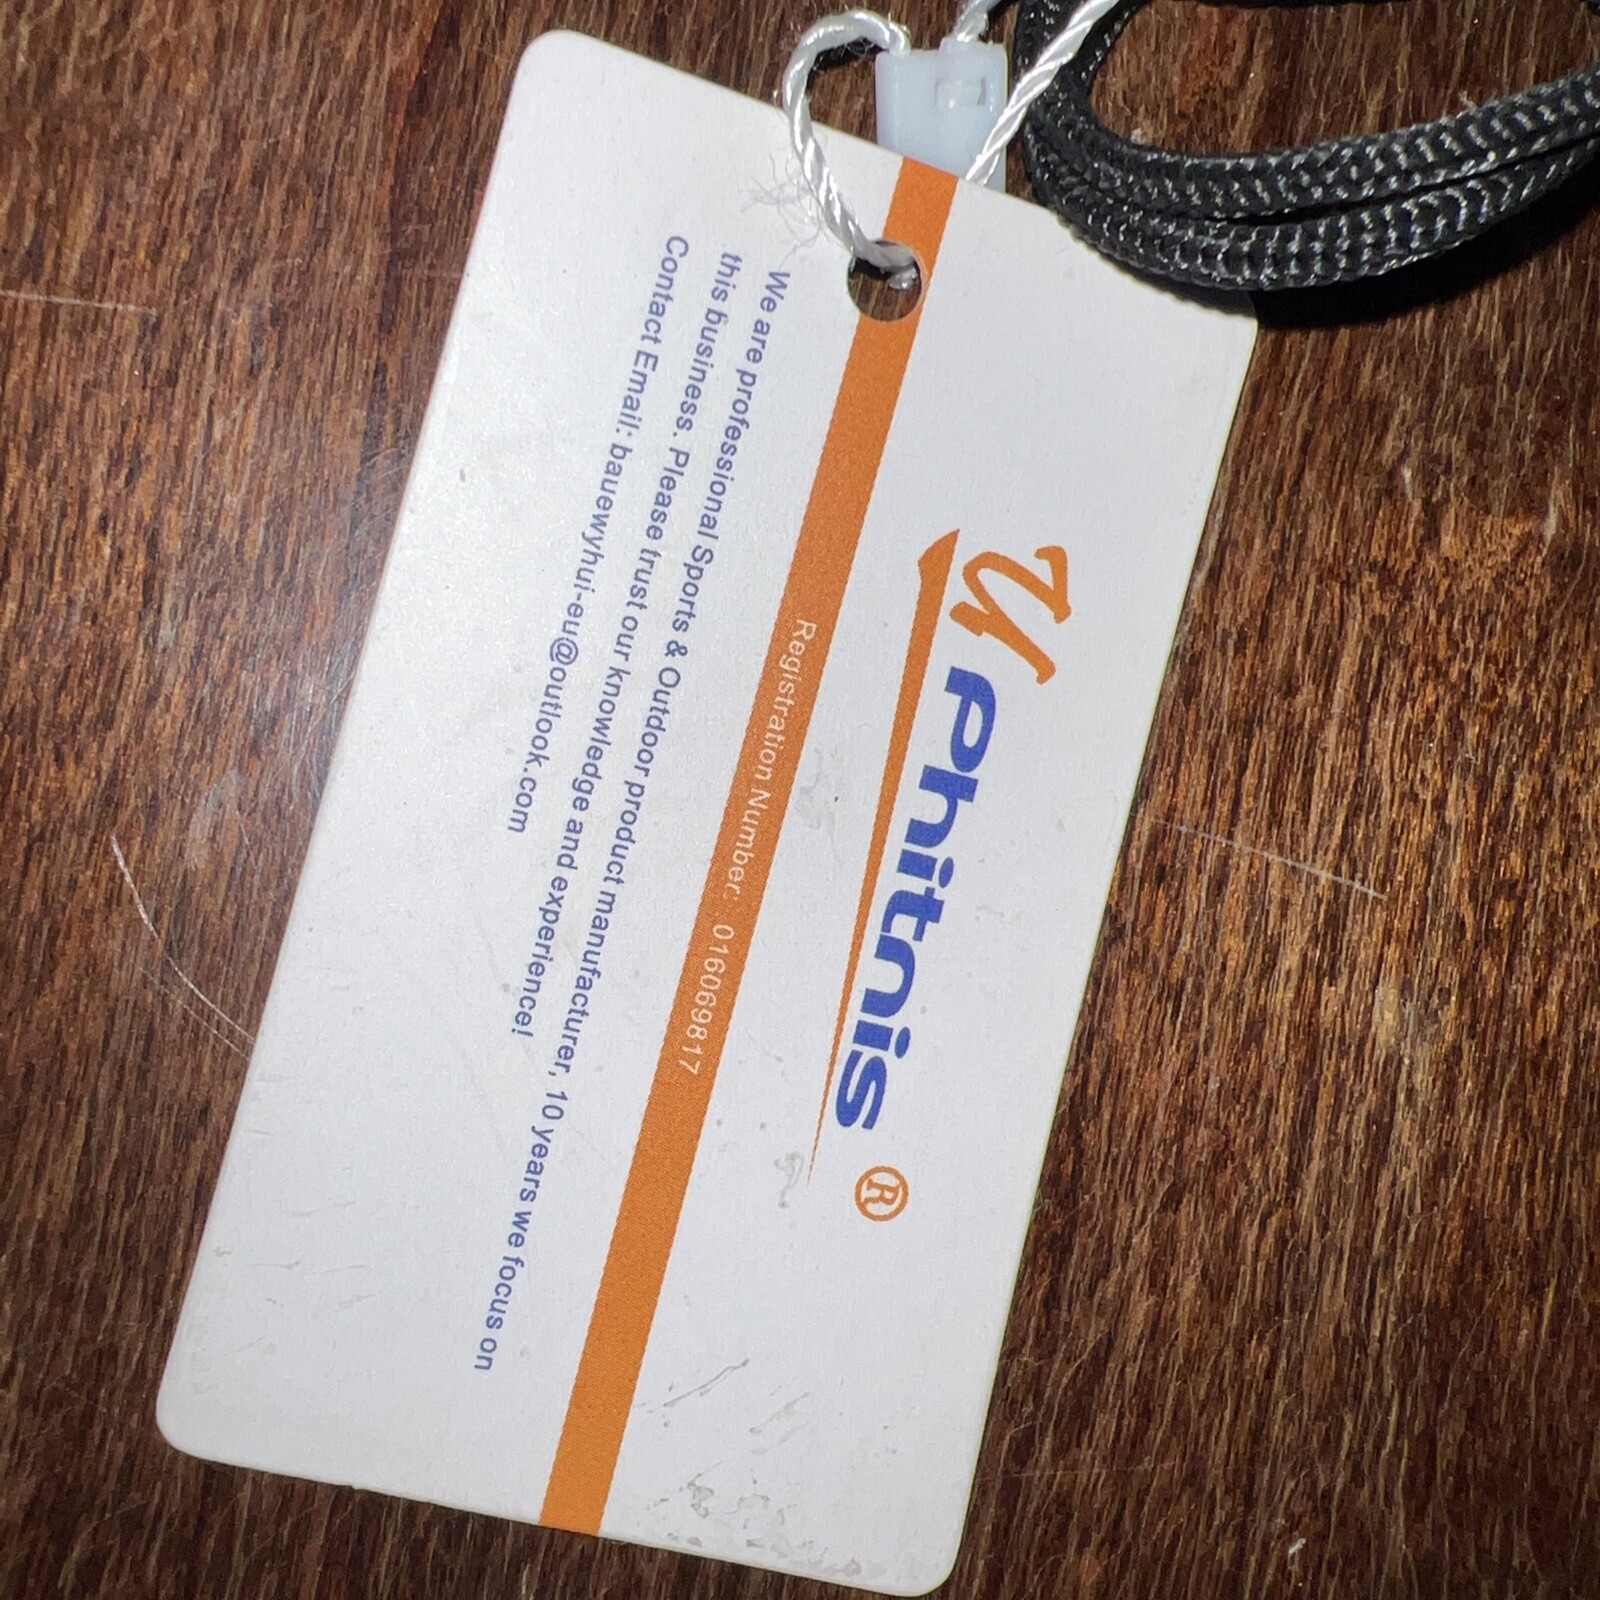 U Phitnis ®
Registration Number: 016069817
We are professional Sports & Outdoor product manufacturer, 10 years we focus on
this business. Please trust our knowledge and experience!
Contact Email: bauewyhui-eu@outlook.com